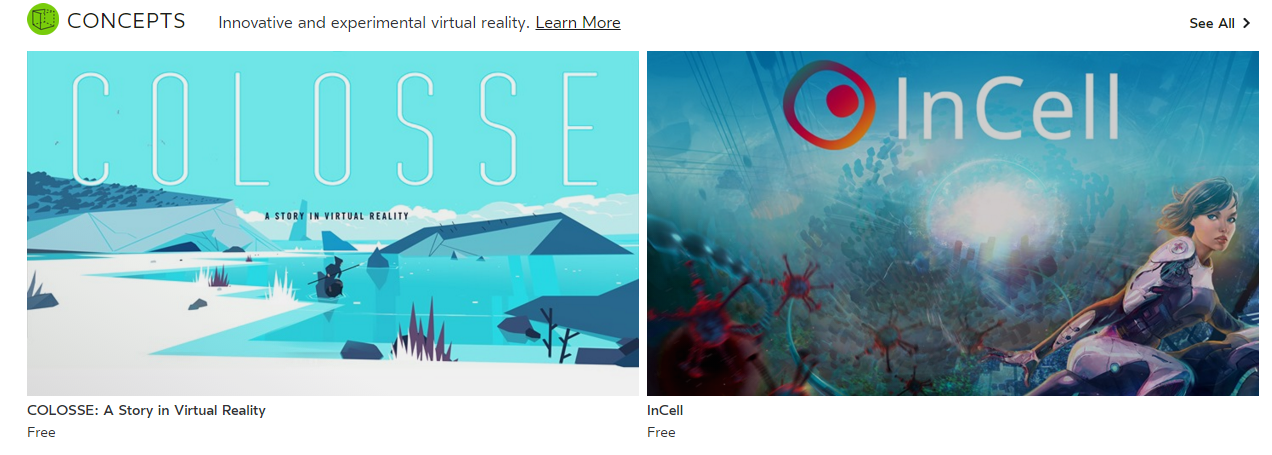 CONCEPTS Innovative and experimental virtual reality. Learn More See All
COLOSSE
A STORY IN VIRTUAL REALITY
InCell
COLOSSE: A Story in Virtual Reality
Free
InCell
Free